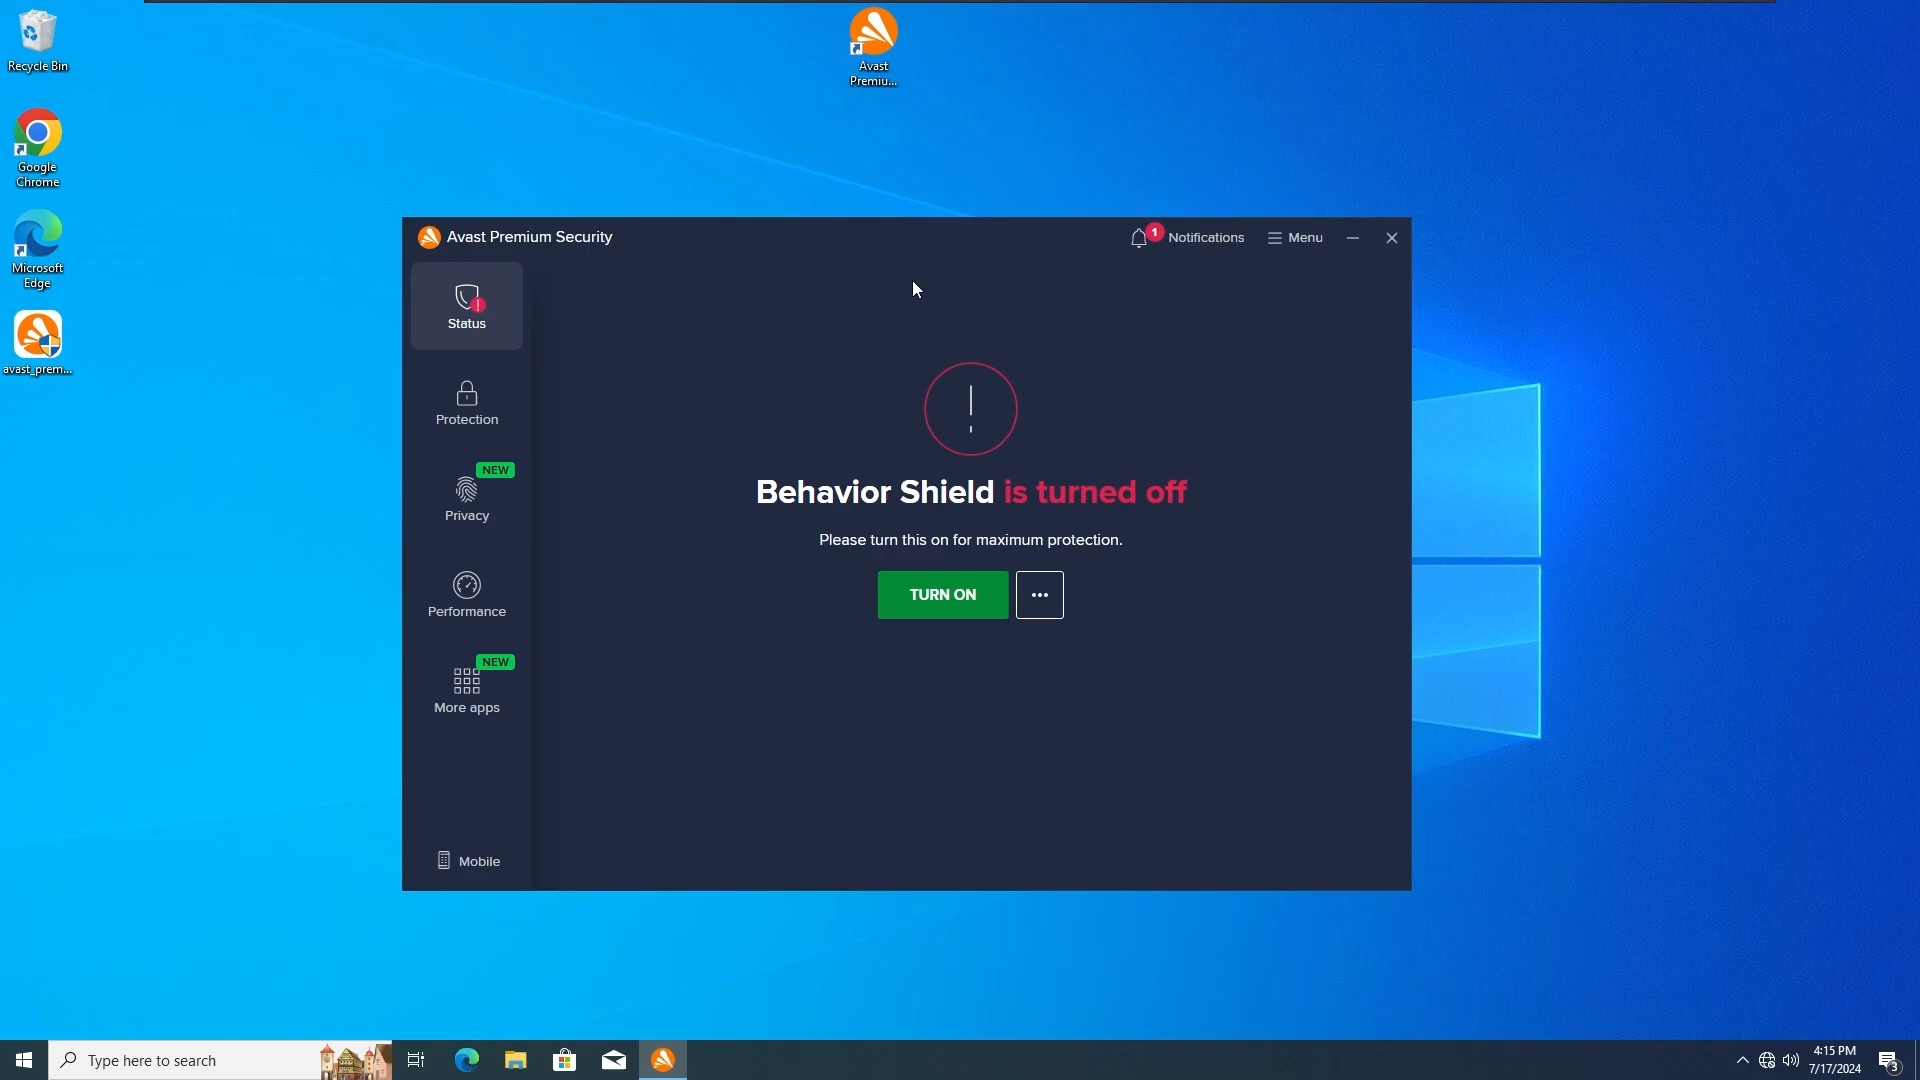 Recycle Bin
Google
Chrome
Microsoft
Edge
avast_prem...
Avast
Premiu...
Avast Premium Security
1
Notifications
Menu
Status
Protection
NEW
Privacy
Performance
NEW
More apps
Mobile
Behavior Shield is turned off
Please turn this on for maximum protection.
TURN ON
Type here to search
4:15 PM
7/17/2024
3